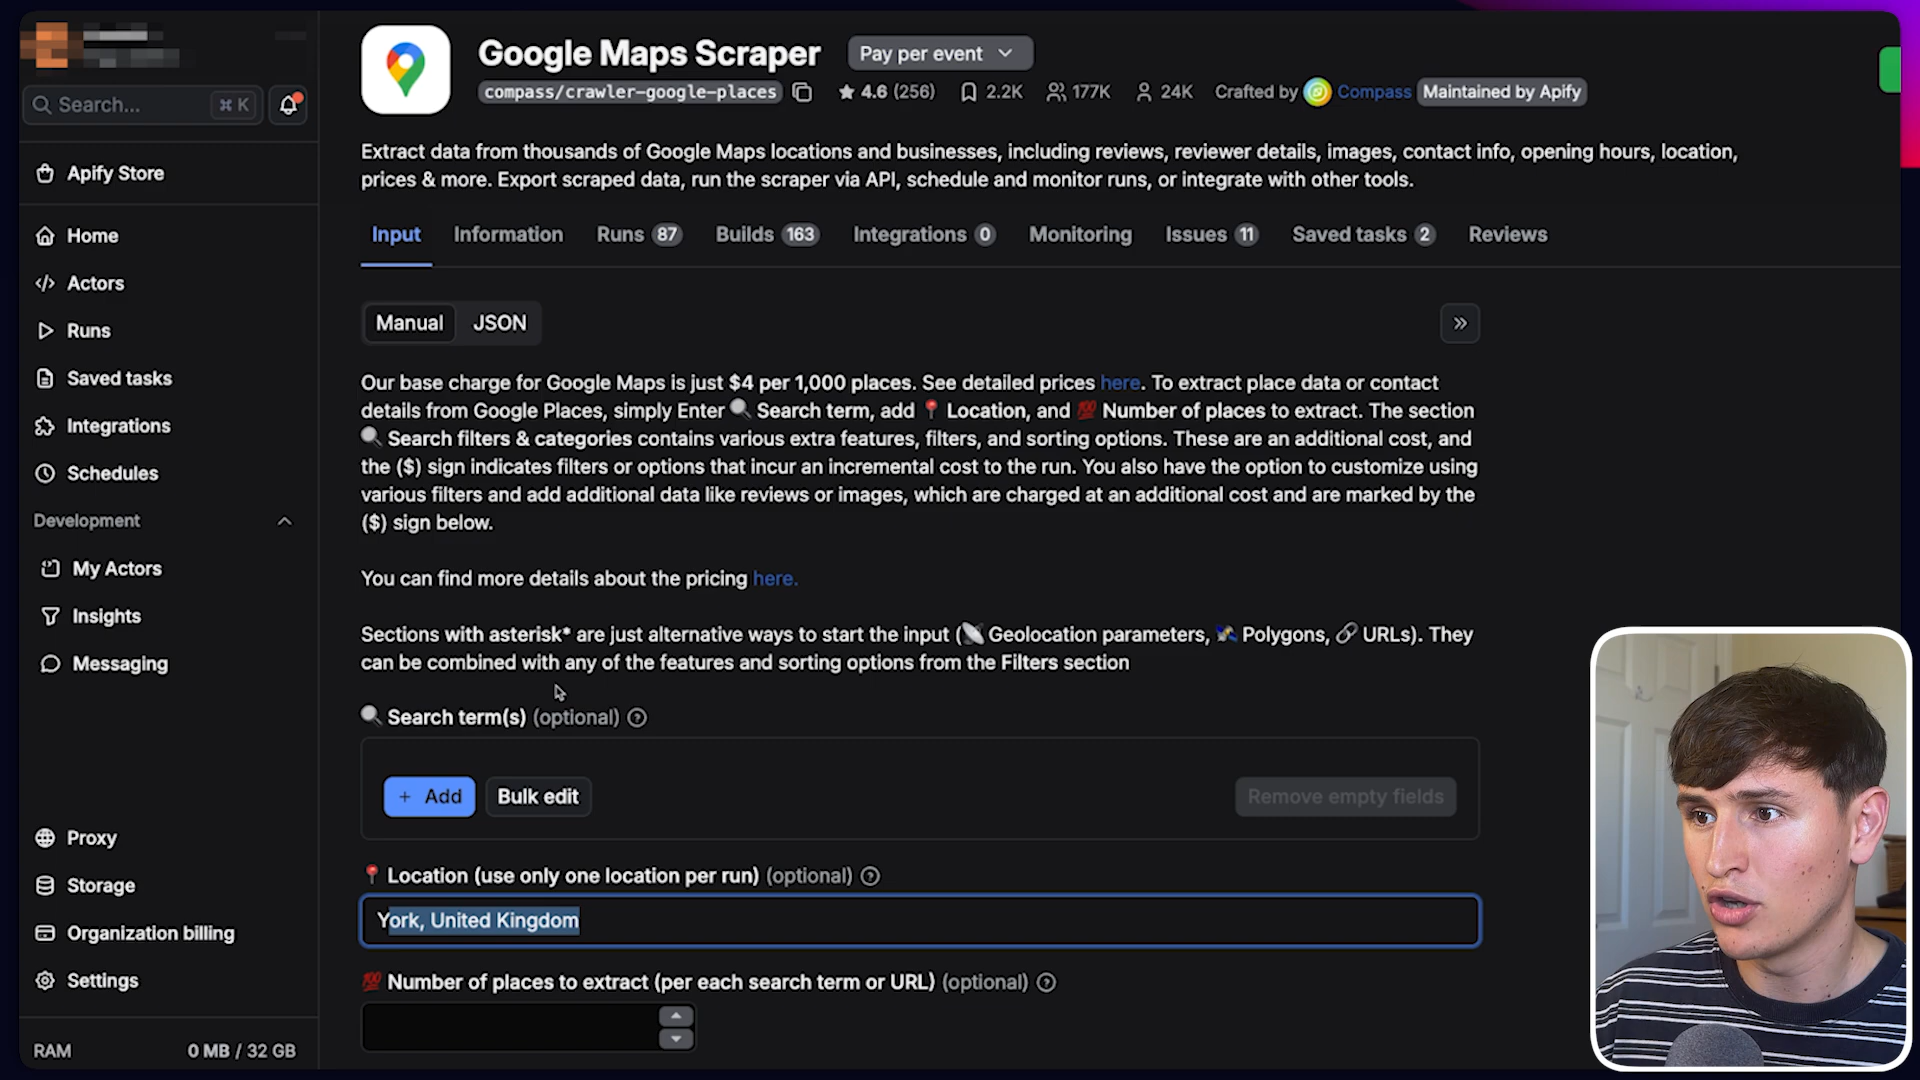 Search...
⌘ K
Apify Store
Home
Actors
Runs
Saved tasks
Integrations
Schedules
Development
My Actors
Insights
Messaging
Proxy
Storage
Organization billing
Settings
RAM 0 MB / 32 GB
Google Maps Scraper
Pay per event
compass/crawler-google-places
4.6 (256)
2.2K
177K
24K
Crafted by Compass
Maintained by Apify
Extract data from thousands of Google Maps locations and businesses, including reviews, reviewer details, images, contact info, opening hours, location,
prices & more. Export scraped data, run the scraper via API, schedule and monitor runs, or integrate with other tools.
Input Information Runs 87 Builds 163 Integrations 0 Monitoring Issues 11 Saved tasks 2 Reviews
Manual JSON
Our base charge for Google Maps is just $4 per 1,000 places. See detailed prices here. To extract place data or contact
details from Google Places, simply Enter 🔍 Search term, add 📍 Location, and 💯 Number of places to extract. The section
🔍 Search filters & categories contains various extra features, filters, and sorting options. These are an additional cost, and
the ($) sign indicates filters or options that incur an incremental cost to the run. You also have the option to customize using
various filters and add additional data like reviews or images, which are charged at an additional cost and are marked by the
($) sign below.
You can find more details about the pricing here.
Sections with asterisk* are just alternative ways to start the input (📡 Geolocation parameters, 🛰 Polygons, 🔗 URLs). They
can be combined with any of the features and sorting options from the Filters section
🔍 Search term(s) (optional)
+ Add
Bulk edit
Remove empty fields
📍 Location (use only one location per run) (optional)
York, United Kingdom
💯 Number of places to extract (per each search term or URL) (optional)